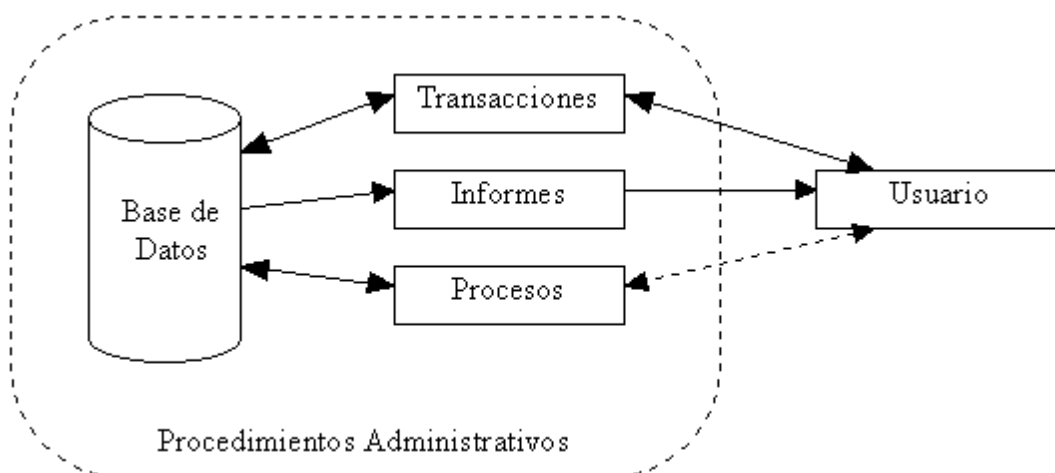 Transacciones
Informes
Usuario
Base de
Datos
Procesos
Procedimientos Administrativos